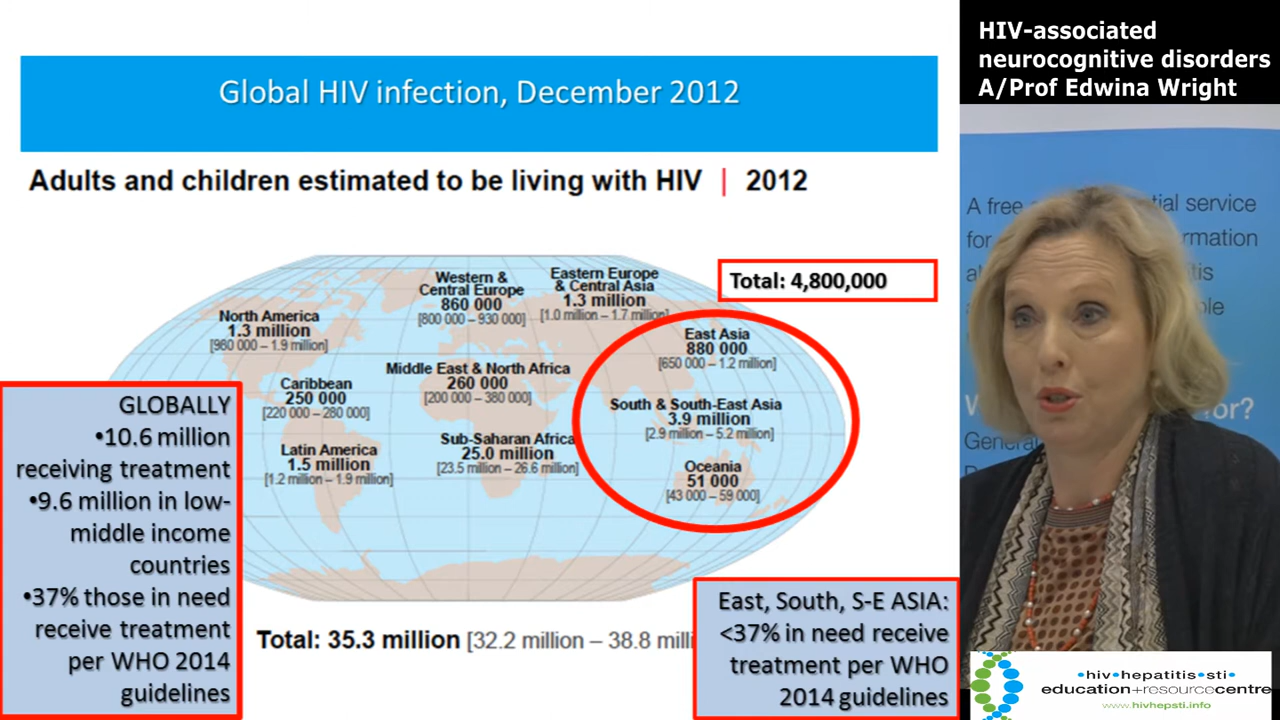 Global HIV infection, December 2012
Adults and children estimated to be living with HIV | 2012
Total: 4,800,000
Western &
Central Europe
860 000
[800 000 – 930 000]
Eastern Europe
& Central Asia
1.3 million
[1.0 million – 1.7 million]
North America
1.3 million
[980 000 – 1.9 million]
East Asia
880 000
[650 000 – 1.2 million]
Middle East & North Africa
260 000
[200 000 – 380 000]
Caribbean
250 000
[220 000 – 280 000]
South & South-East Asia
3.9 million
[2.9 million – 5.2 million]
Sub-Saharan Africa
25.0 million
[23.5 million – 26.6 million]
Latin America
1.5 million
[1.2 million – 1.9 million]
Oceania
51 000
[43 000 – 59 000]
GLOBALLY
•10.6 million
receiving treatment
•9.6 million in low-
middle income
countries
•37% those in need
receive treatment
per WHO 2014
guidelines
Total: 35.3 million [32.2 million – 38.8 milli
East, South, S-E ASIA:
<37% in need receive
treatment per WHO
2014 guidelines
HIV-associated
neurocognitive disorders
A/Prof Edwina Wright
A free tial service
for rmation
tis
ple
or?
General
•hiv•hepatitis•sti•
education+resourcecentre
www.hivhepsti.info